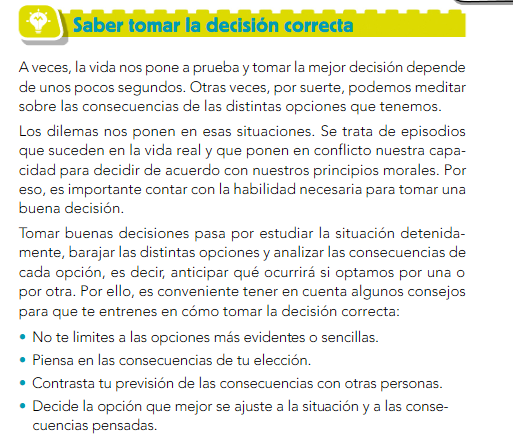 Saber tomar la decisión correcta
A veces, la vida nos pone a prueba y tomar la mejor decisión depende
de unos pocos segundos. Otras veces, por suerte, podemos meditar
sobre las consecuencias de las distintas opciones que tenemos.
Los dilemas nos ponen en esas situaciones. Se trata de episodios
que suceden en la vida real y que ponen en conflicto nuestra capa-
cidad para decidir de acuerdo con nuestros principios morales. Por
eso, es importante contar con la habilidad necesaria para tomar una
buena decisión.
Tomar buenas decisiones pasa por estudiar la situación detenida-
mente, barajar las distintas opciones y analizar las consecuencias de
cada opción, es decir, anticipar qué ocurrirá si optamos por una o
por otra. Por ello, es conveniente tener en cuenta algunos consejos
para que te entrenes en cómo tomar la decisión correcta:
• No te limites a las opciones más evidentes o sencillas.
• Piensa en las consecuencias de tu elección.
• Contrasta tu previsión de las consecuencias con otras personas.
• Decide la opción que mejor se ajuste a la situación y a las conse-
cuencias pensadas.